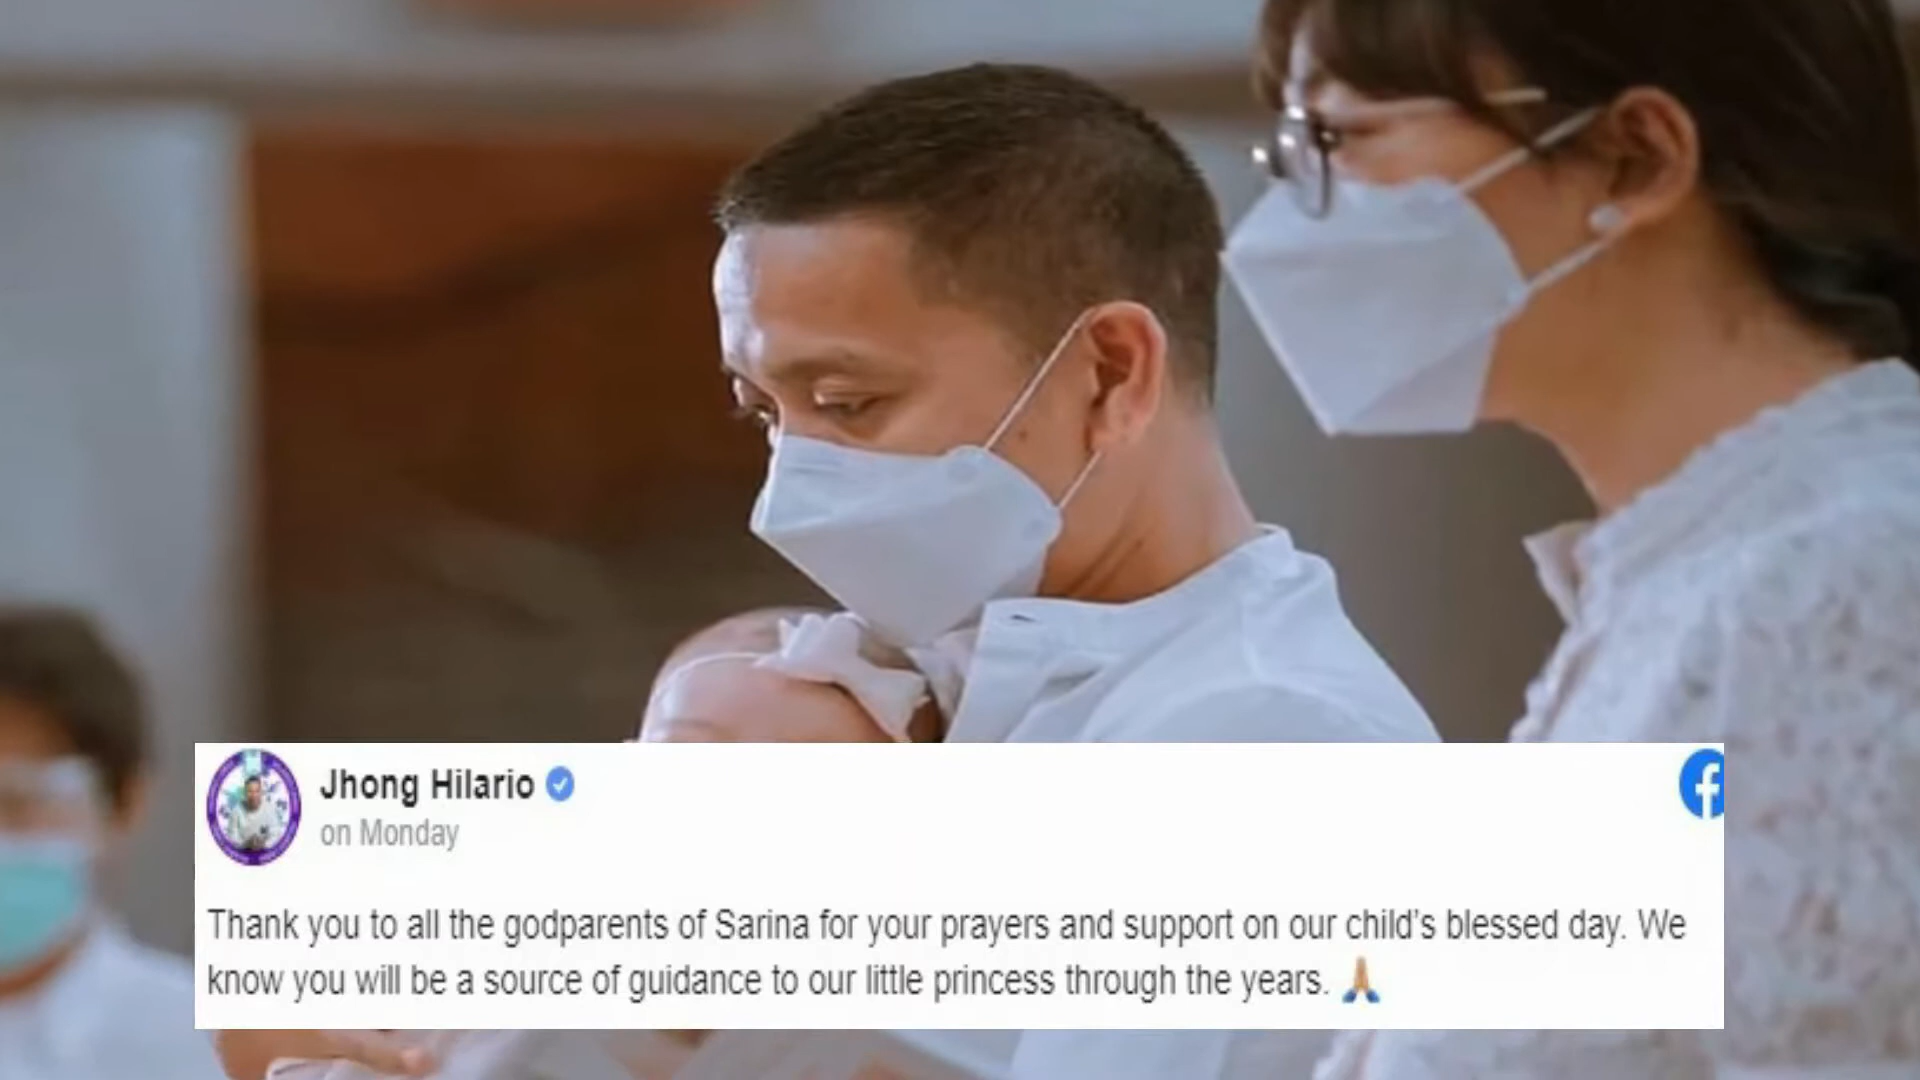 Jhong Hilario
on Monday
Thank you to all the godparents of Sarina for your prayers and support on our child's blessed day. We
know you will be a source of guidance to our little princess through the years. 🙏